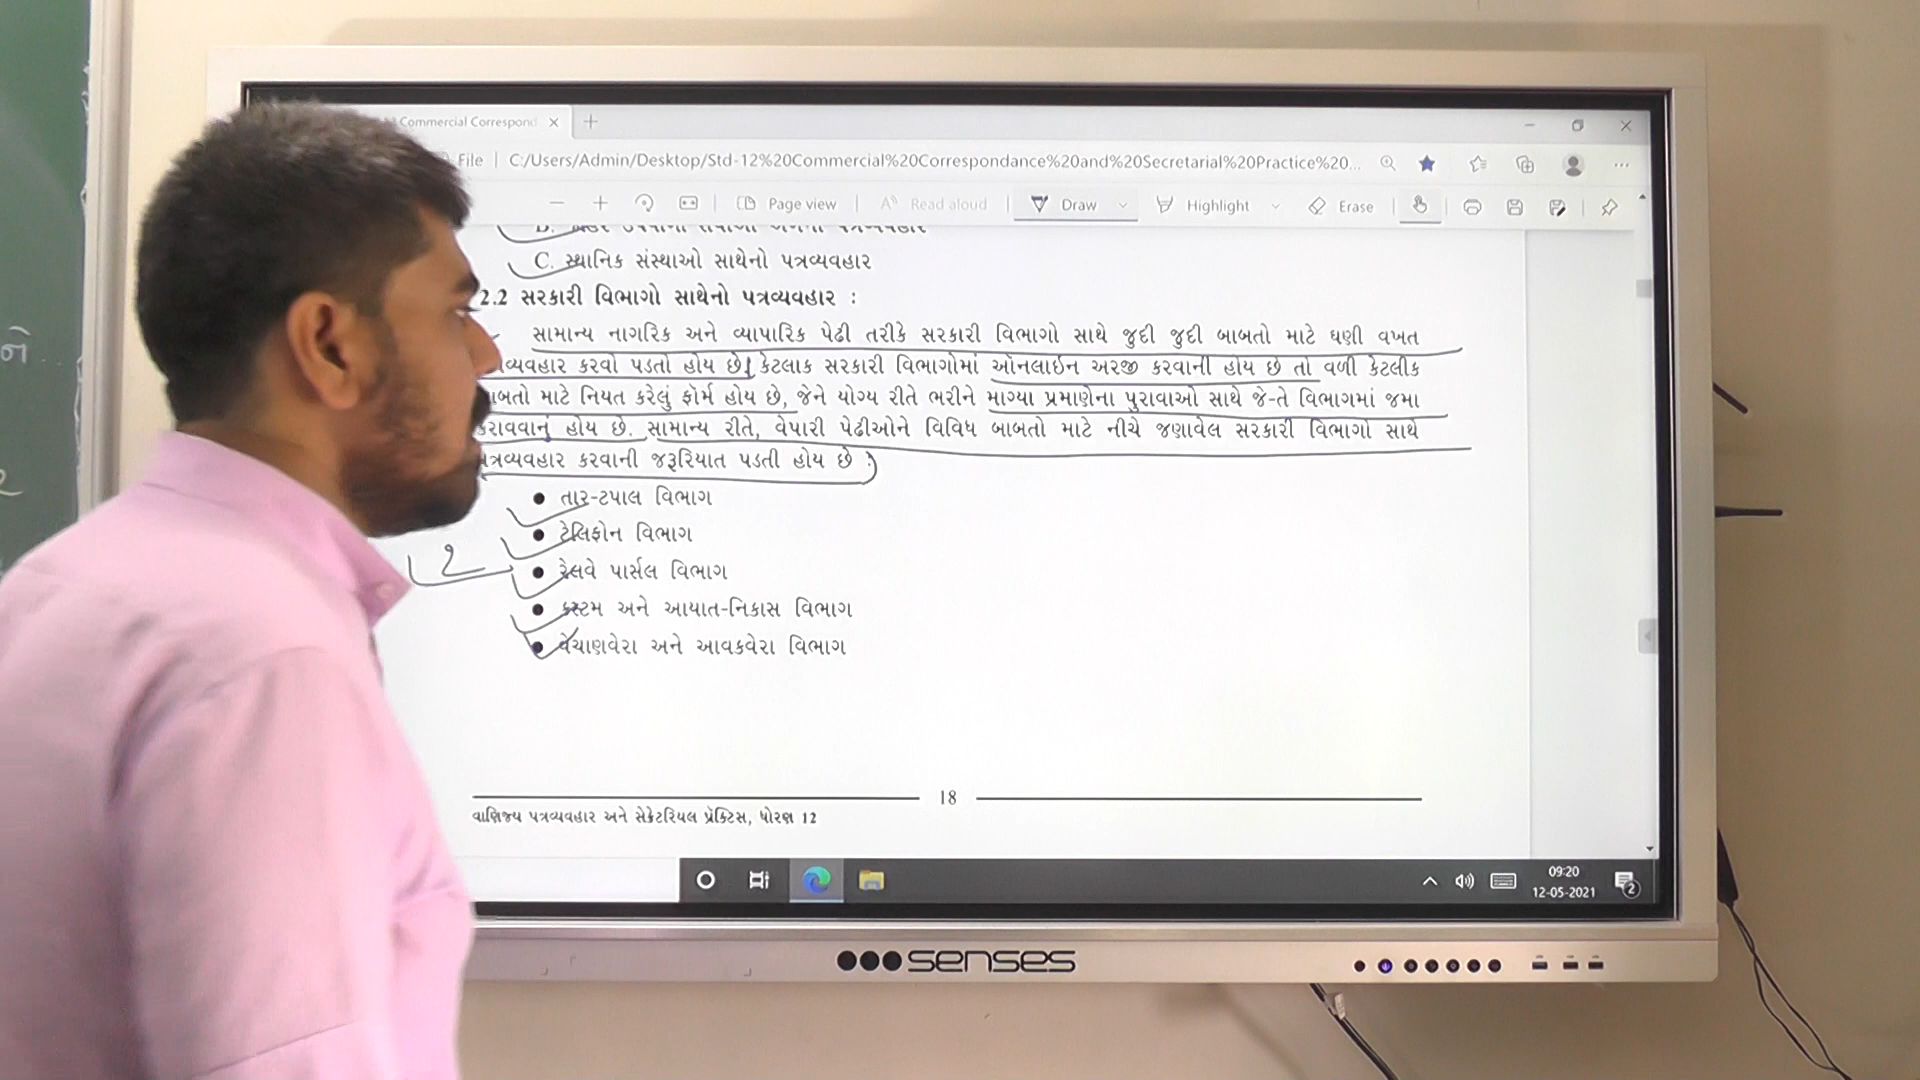 Commercial Correspond
File | C:/Users/Admin/Desktop/Std-12%20Commercial%20Correspondance%20and%20Secretarial%20Practice%20...
Page view | Read aloud | Draw Highlight Erase
C. સ્થાનિક સંસ્થાઓ સાથેનો પત્રવ્યવહાર
2.2 સરકારી વિભાગો સાથેનો પત્રવ્યવહાર :
સામાન્ય નાગરિક અને વ્યાપારિક પેઢી તરીકે સરકારી વિભાગો સાથે જુદી જુદી બાબતો માટે ઘણી વખત
કરવો પડતો હોય છે. કેટલાક સરકારી વિભાગોમાં ઑનલાઇન અરજી કરવાની હોય છે તો વળી કેટલીક
માટે નિયત કરેલું ફૉર્મ હોય છે, જેને યોગ્ય રીતે ભરીને માગ્યા પ્રમાણેના પુરાવાઓ સાથે જે-તે વિભાગમાં જમા
કરાવવાનું હોય છે. સામાન્ય રીતે, વેપારી પેઢીઓને વિવિધ બાબતો માટે નીચે જણાવેલ સરકારી વિભાગો સાથે
પત્રવ્યવહાર કરવાની જરૂરિયાત પડતી હોય છે :
● તાર-ટપાલ વિભાગ
● ટેલિફોન વિભાગ
● રેલવે પાર્સલ વિભાગ
● કસ્ટમ અને આયાત-નિકાસ વિભાગ
● વેચાણવેરા અને આવકવેરા વિભાગ
18
વાણિજ્ય પત્રવ્યવહાર અને સેક્રેટરિયલ પ્રૅક્ટિસ, ધોરણ 12
09:20
12-05-2021
2
senses